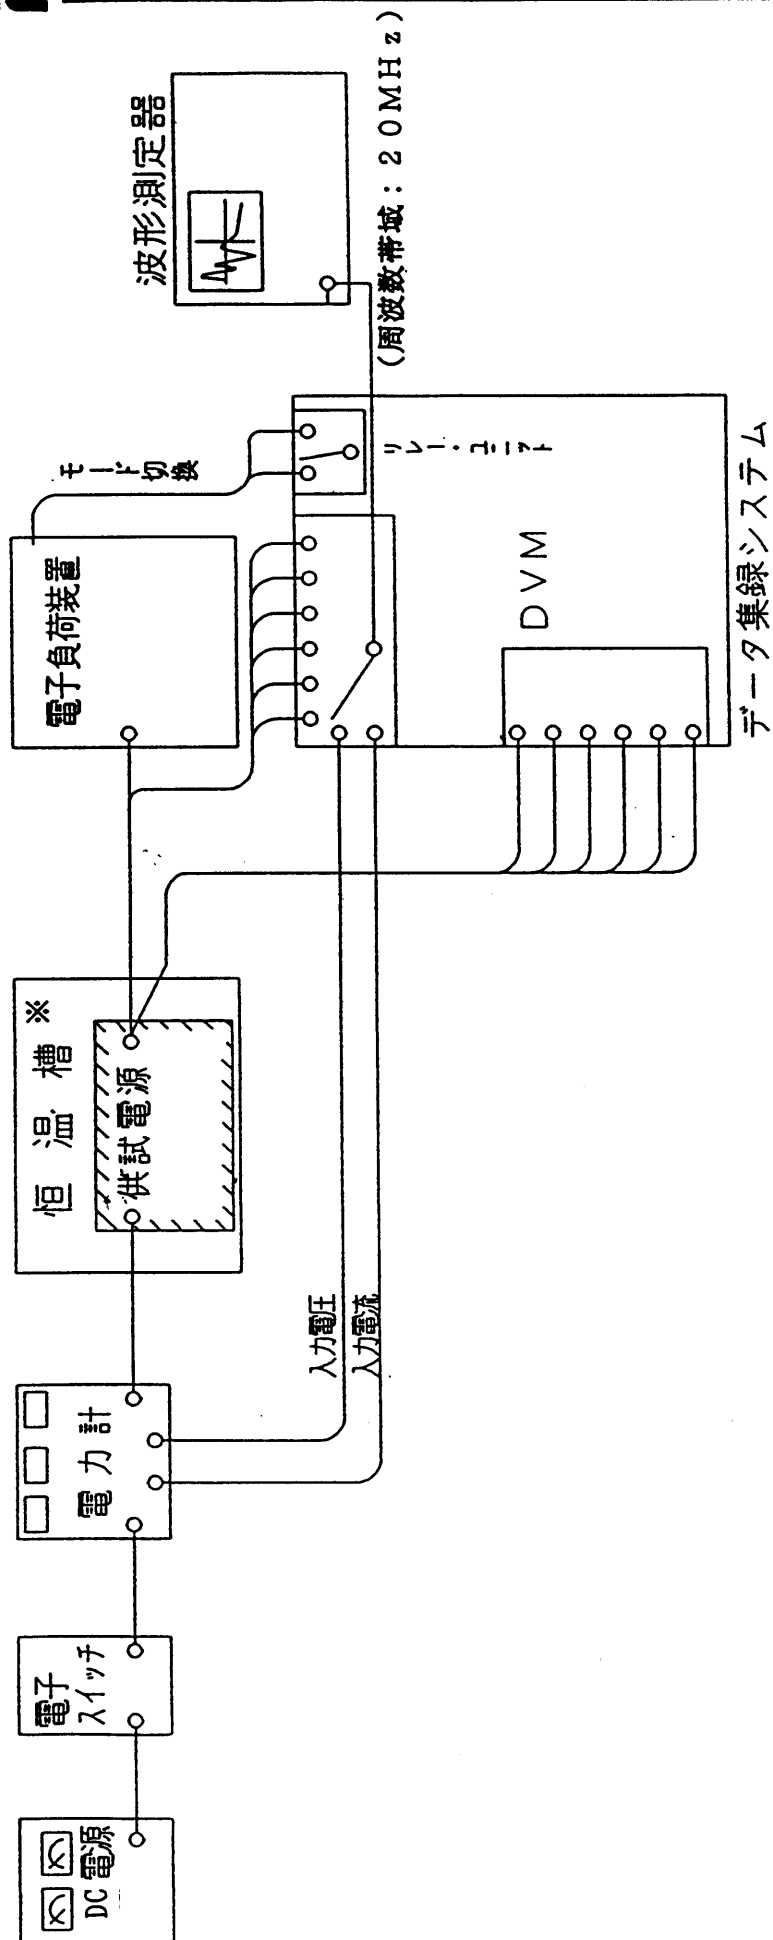 DC 電源
電子
スイッチ
電 力 計
恒 温 槽 ※
供試電源
入力電圧
入力電流
電子負荷装置
モード切換
リレー・ユニット
DVM
データ集録システム
波形測定器
(周波数帯域:20MHz)